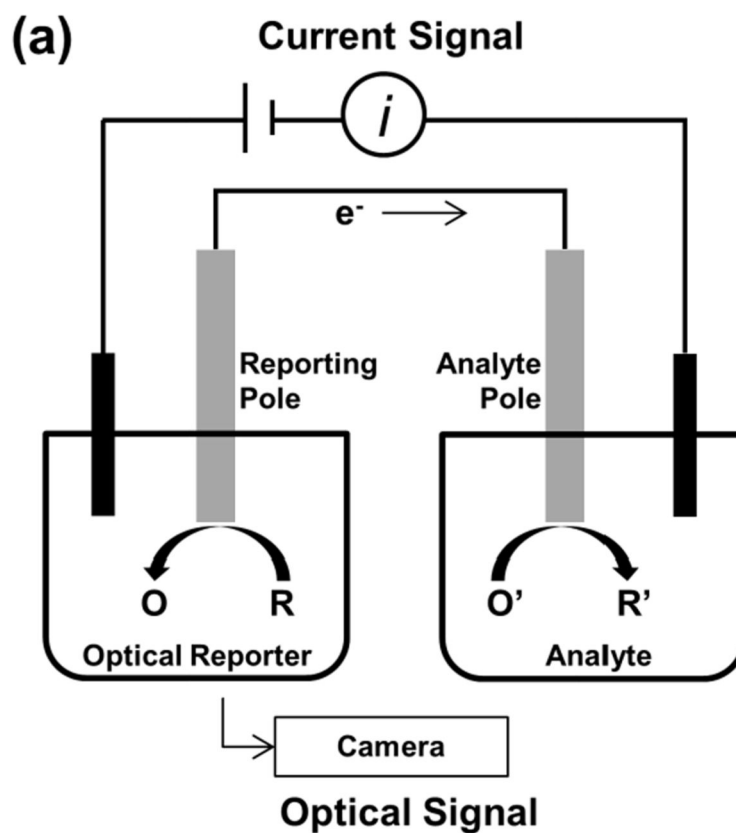 (a)
Current Signal
i
e-
Reporting
Pole
Analyte
Pole
O R
O’ R’
Optical Reporter
Analyte
Camera
Optical Signal